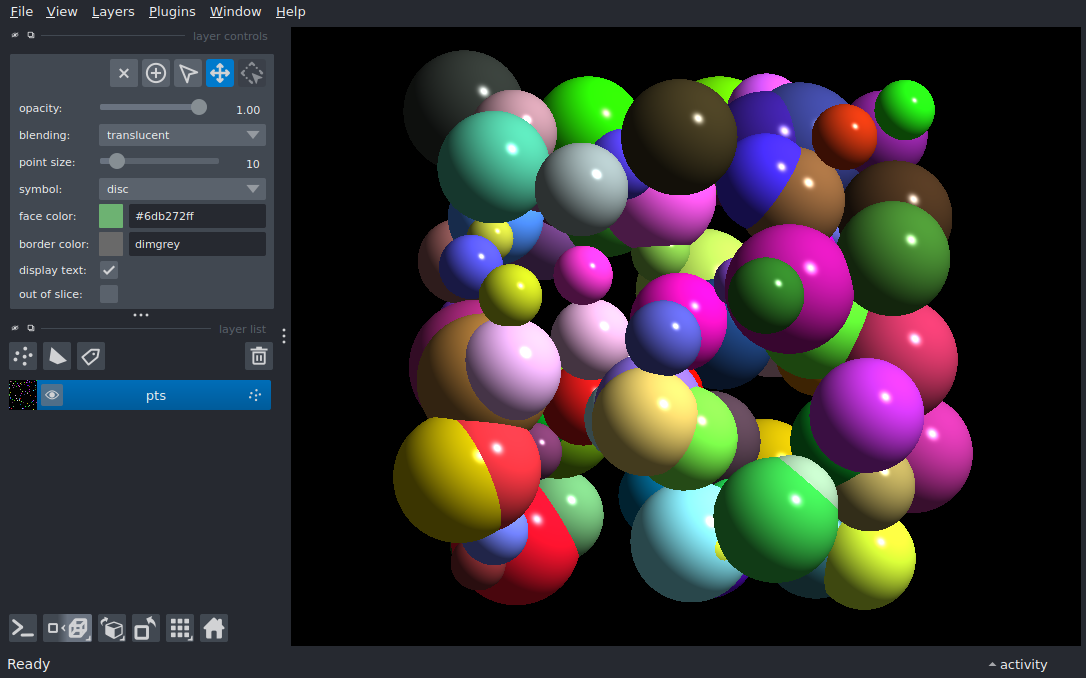 File View Layers Plugins Window Help
layer controls
opacity: 1.00
blending: translucent
point size: 10
symbol: disc
face color: #6db272ff
border color: dimgrey
display text:
out of slice:
layer list
pts
Ready
activity